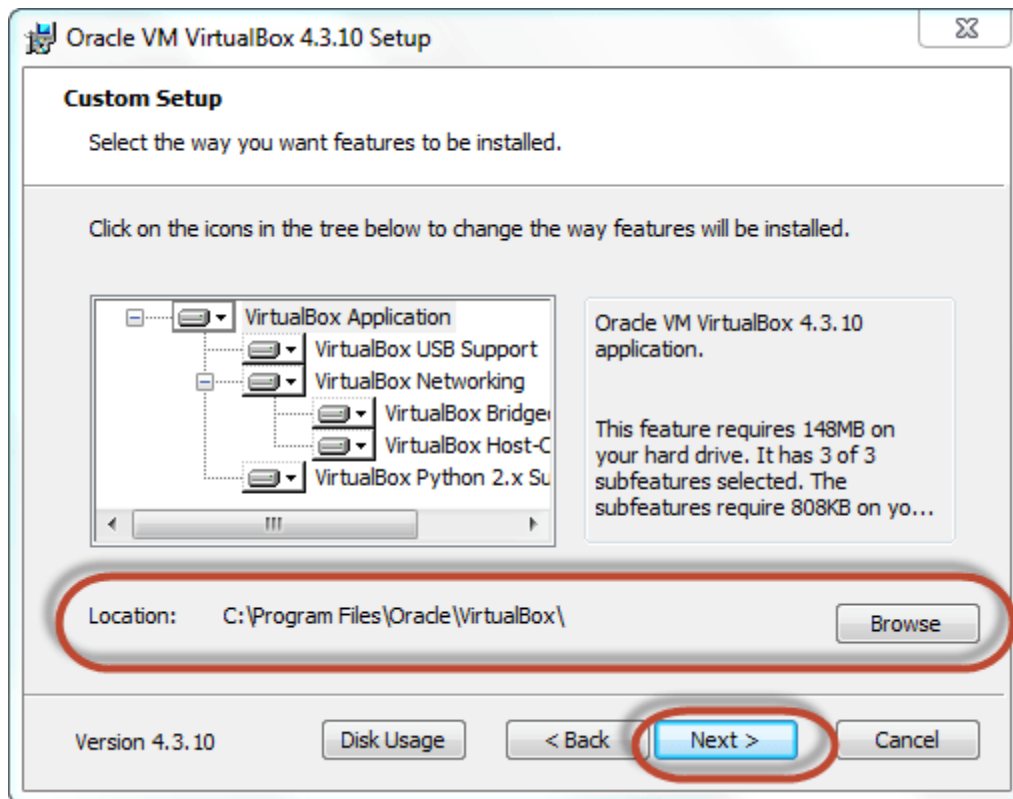 Oracle VM VirtualBox 4.3.10 Setup
Custom Setup
Select the way you want features to be installed.
Click on the icons in the tree below to change the way features will be installed.
VirtualBox Application
VirtualBox USB Support
VirtualBox Networking
VirtualBox Bridge
VirtualBox Host-C
VirtualBox Python 2.x Su
Oracle VM VirtualBox 4.3.10
application.
This feature requires 148MB on
your hard drive. It has 3 of 3
subfeatures selected. The
subfeatures require 808KB on yo...
Location: C:\Program Files\Oracle\VirtualBox\
Browse
Version 4.3.10
Disk Usage
< Back
Next >
Cancel